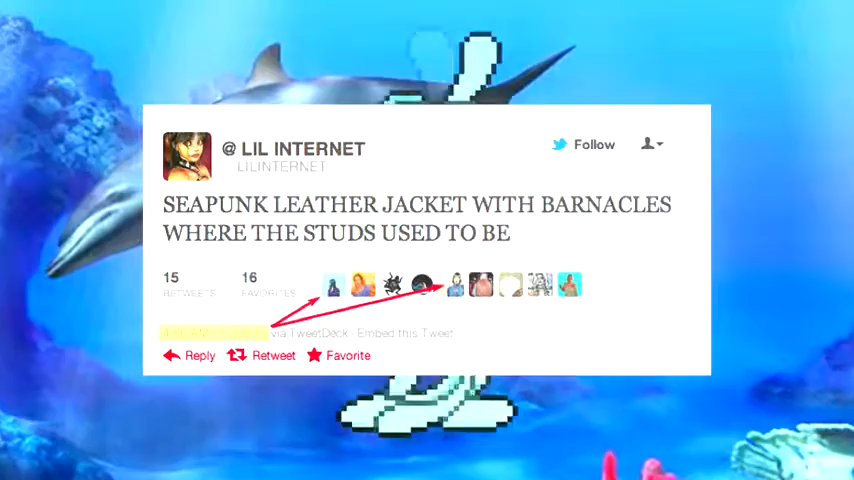 @ LIL INTERNET
LILINTERNET
Follow
SEAPUNK LEATHER JACKET WITH BARNACLES
WHERE THE STUDS USED TO BE
15
RETWEETS
16
FAVORITES
via TweetDeck · Embed this Tweet
Reply Retweet Favorite